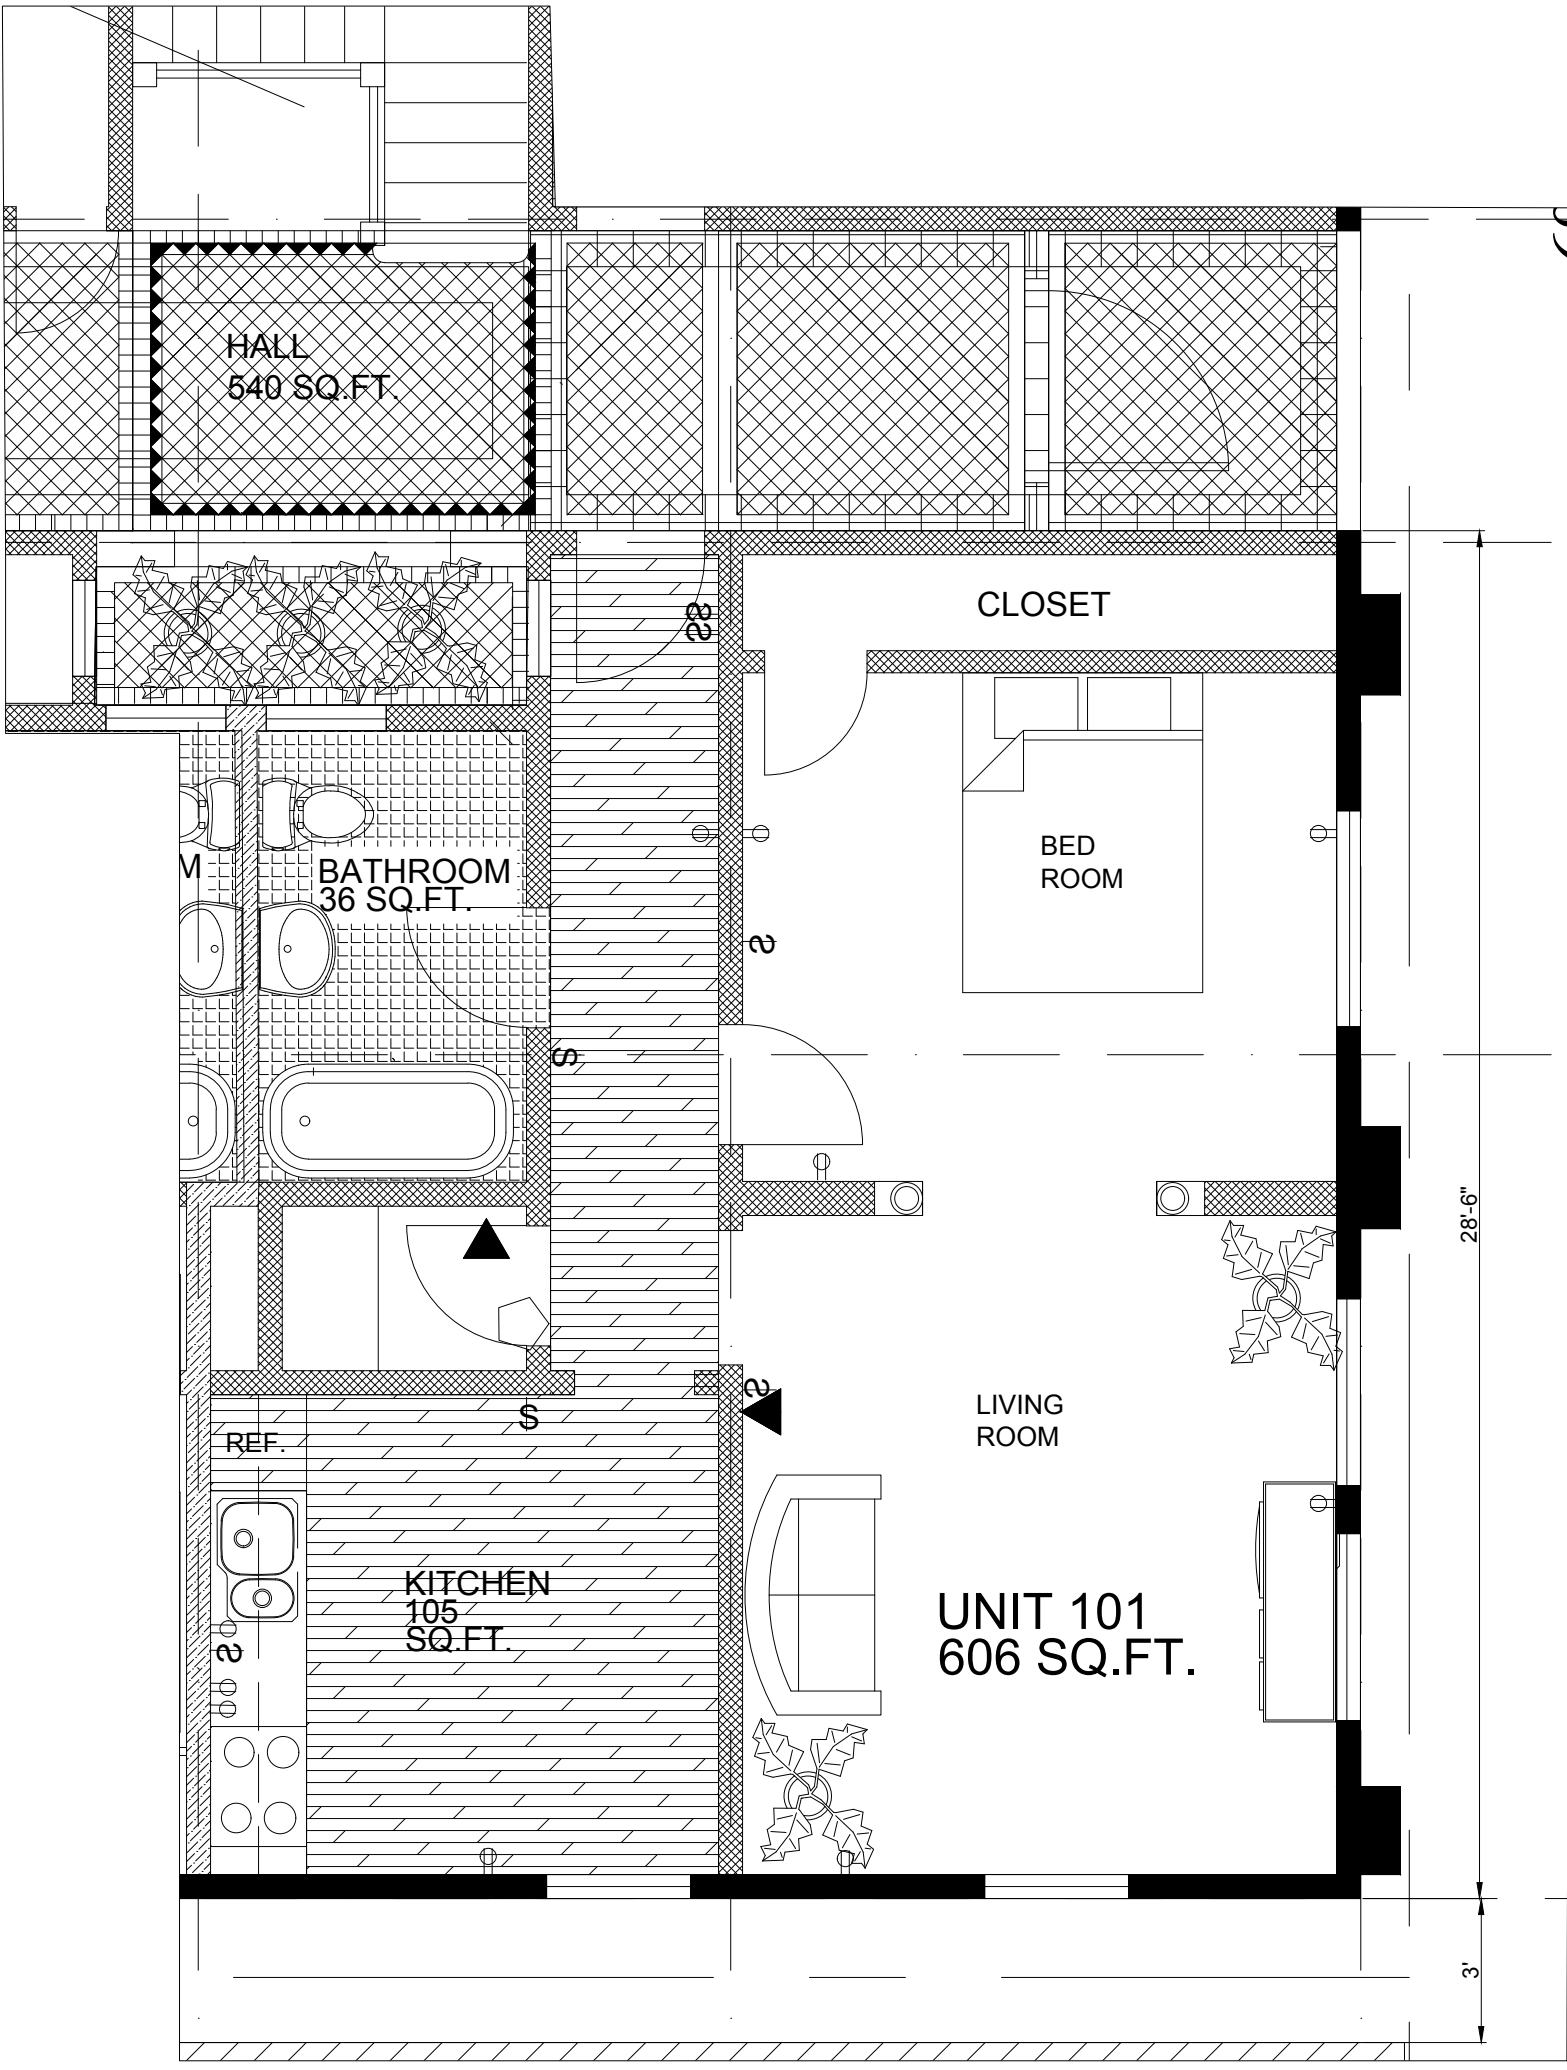 HALL
540 SQ.FT.
CLOSET
SS
BED
ROOM
M
BATHROOM
36 SQ.FT.
S
S
28'-6"
S
LIVING
ROOM
S
REF.
KITCHEN
105
SQ.FT.
UNIT 101
606 SQ.FT.
S
3'